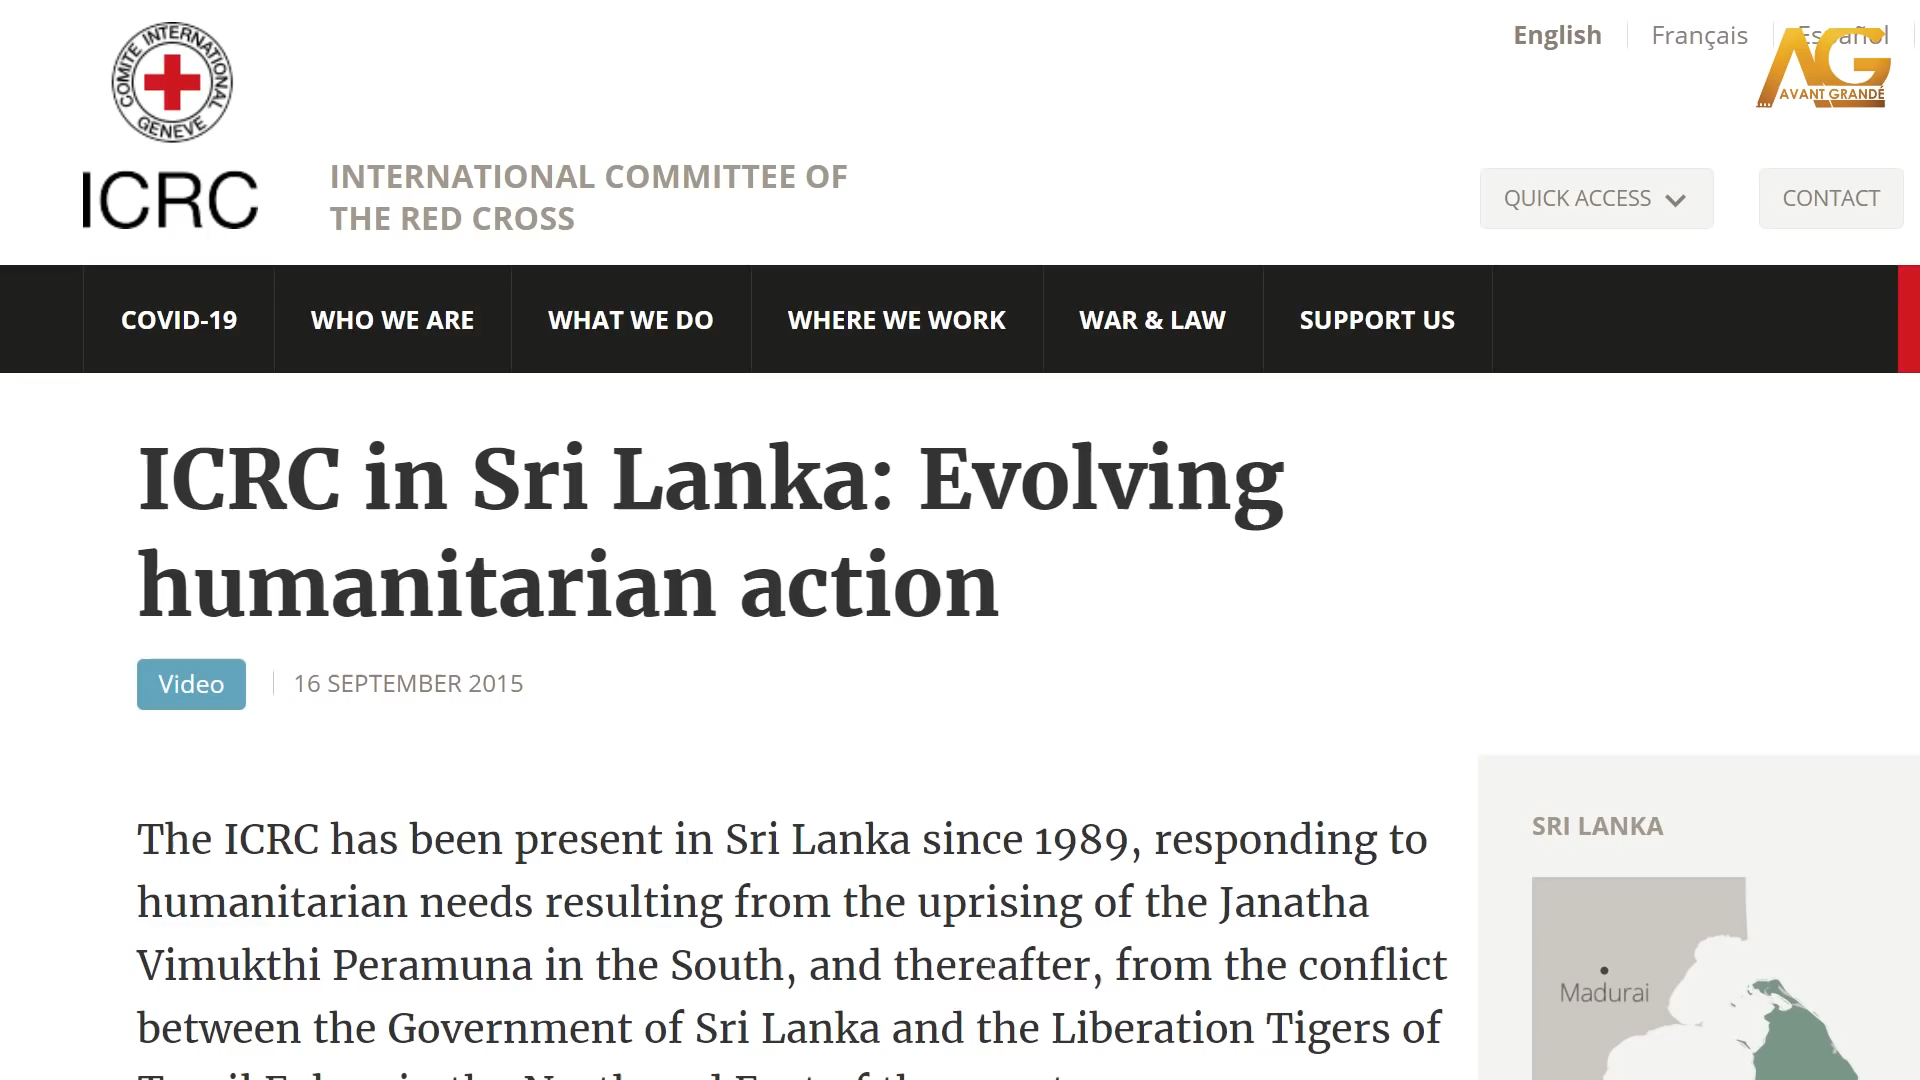 English
Français
Español
AG
AVANT GRANDÉ
COMITE INTERNATIONAL GENEVE
ICRC
INTERNATIONAL COMMITTEE OF
THE RED CROSS
QUICK ACCESS
CONTACT
COVID-19
WHO WE ARE
WHAT WE DO
WHERE WE WORK
WAR & LAW
SUPPORT US
ICRC in Sri Lanka: Evolving
humanitarian action
Video
16 SEPTEMBER 2015
The ICRC has been present in Sri Lanka since 1989, responding to
humanitarian needs resulting from the uprising of the Janatha
Vimukthi Peramuna in the South, and thereafter, from the conflict
between the Government of Sri Lanka and the Liberation Tigers of
SRI LANKA
Madurai